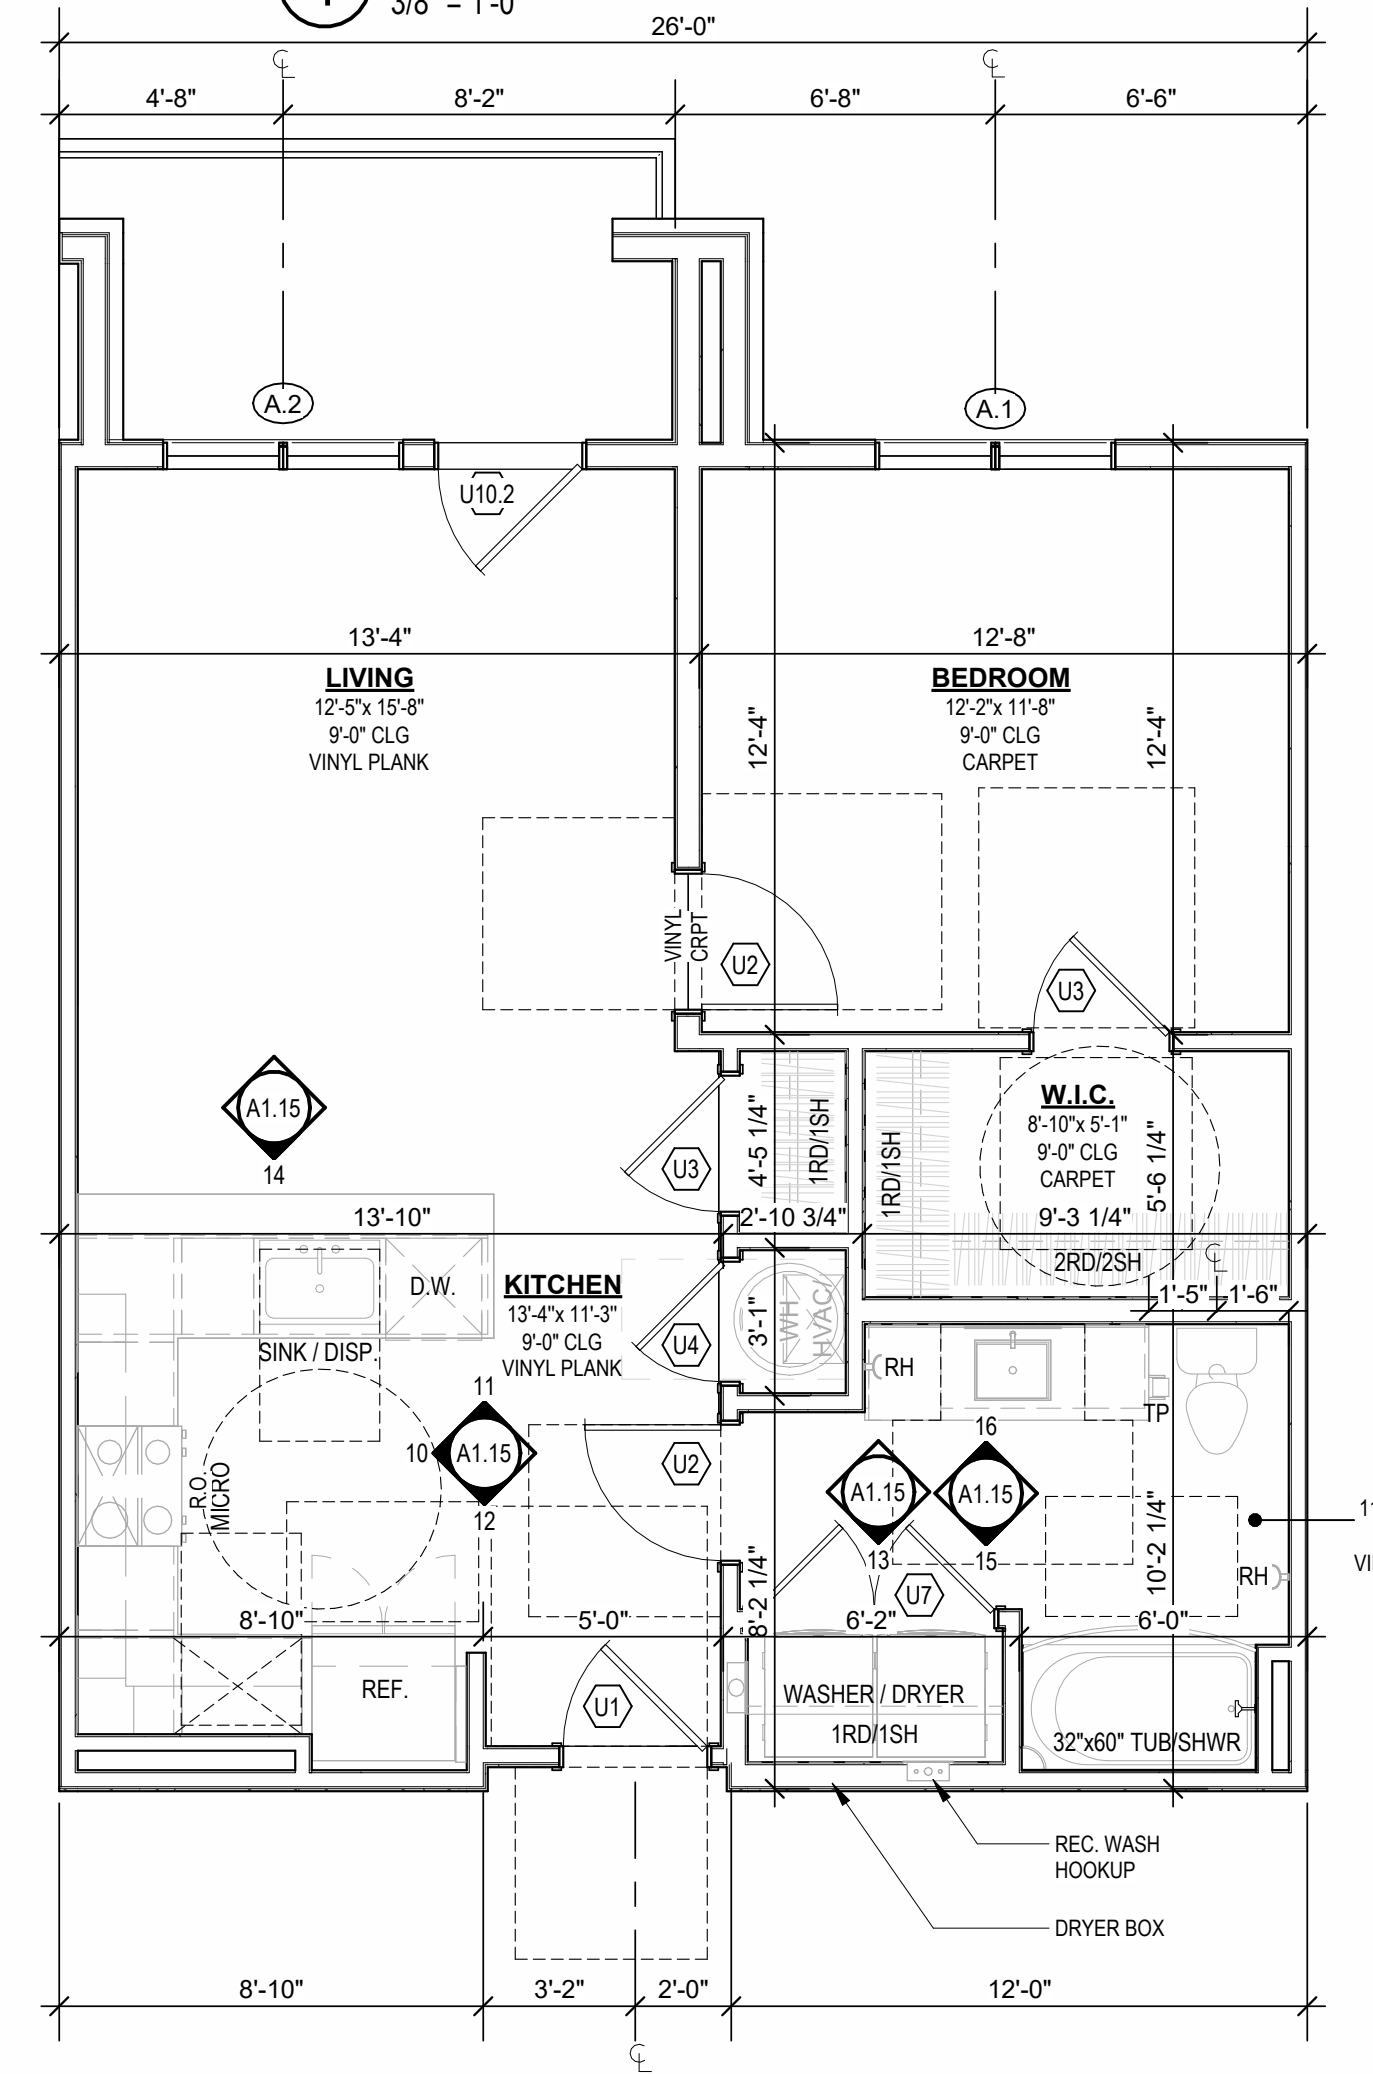 3/8" = 1'-0"
26'-0"
4'-8"
8'-2"
6'-8"
6'-6"
A.2
A.1
U10.2
13'-4"
12'-8"
LIVING
12'-5"x 15'-8"
9'-0" CLG
VINYL PLANK
BEDROOM
12'-2"x 11'-8"
9'-0" CLG
CARPET
12'-4"
12'-4"
VINYL
CRPT
U2
U3
A1.15
14
U3
4'-5 1/4"
1RD/1SH
1RD/1SH
W.I.C.
8'-10"x 5'-1"
9'-0" CLG
CARPET
5'-6 1/4"
13'-10"
2'-10 3/4"
9'-3 1/4"
2RD/2SH
D.W.
KITCHEN
13'-4"x 11'-3"
9'-0" CLG
VINYL PLANK
SINK / DISP.
U4
3'-1"
WH
HVAC/
1'-5"
1'-6"
RH
TP
11
10
A1.15
12
R.O.
MICRO
U2
A1.15
13
16
A1.15
15
10'-2 1/4"
RH
8'-2 1/4"
U7
8'-10"
5'-0"
6'-2"
6'-0"
REF.
U1
WASHER / DRYER
1RD/1SH
32"x60" TUB/SHWR
REC. WASH
HOOKUP
DRYER BOX
8'-10"
3'-2"
2'-0"
12'-0"